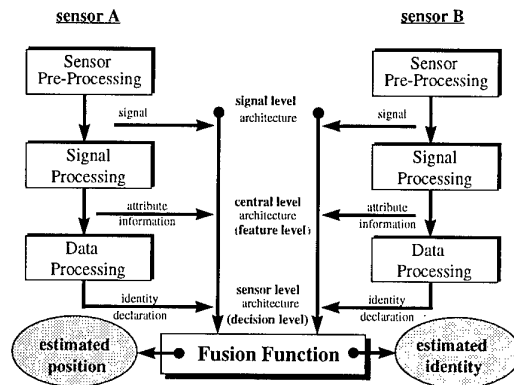 sensor A
sensor B
Sensor
Pre-Processing
Sensor
Pre-Processing
signal
signal level
architecture
signal
Signal
Processing
Signal
Processing
attribute
information
central level
architecture
(feature level)
attribute
information
Data
Processing
Data
Processing
identity
declaration
sensor level
architecture
(decision level)
identity
declaration
estimated
position
Fusion Function
estimated
identity